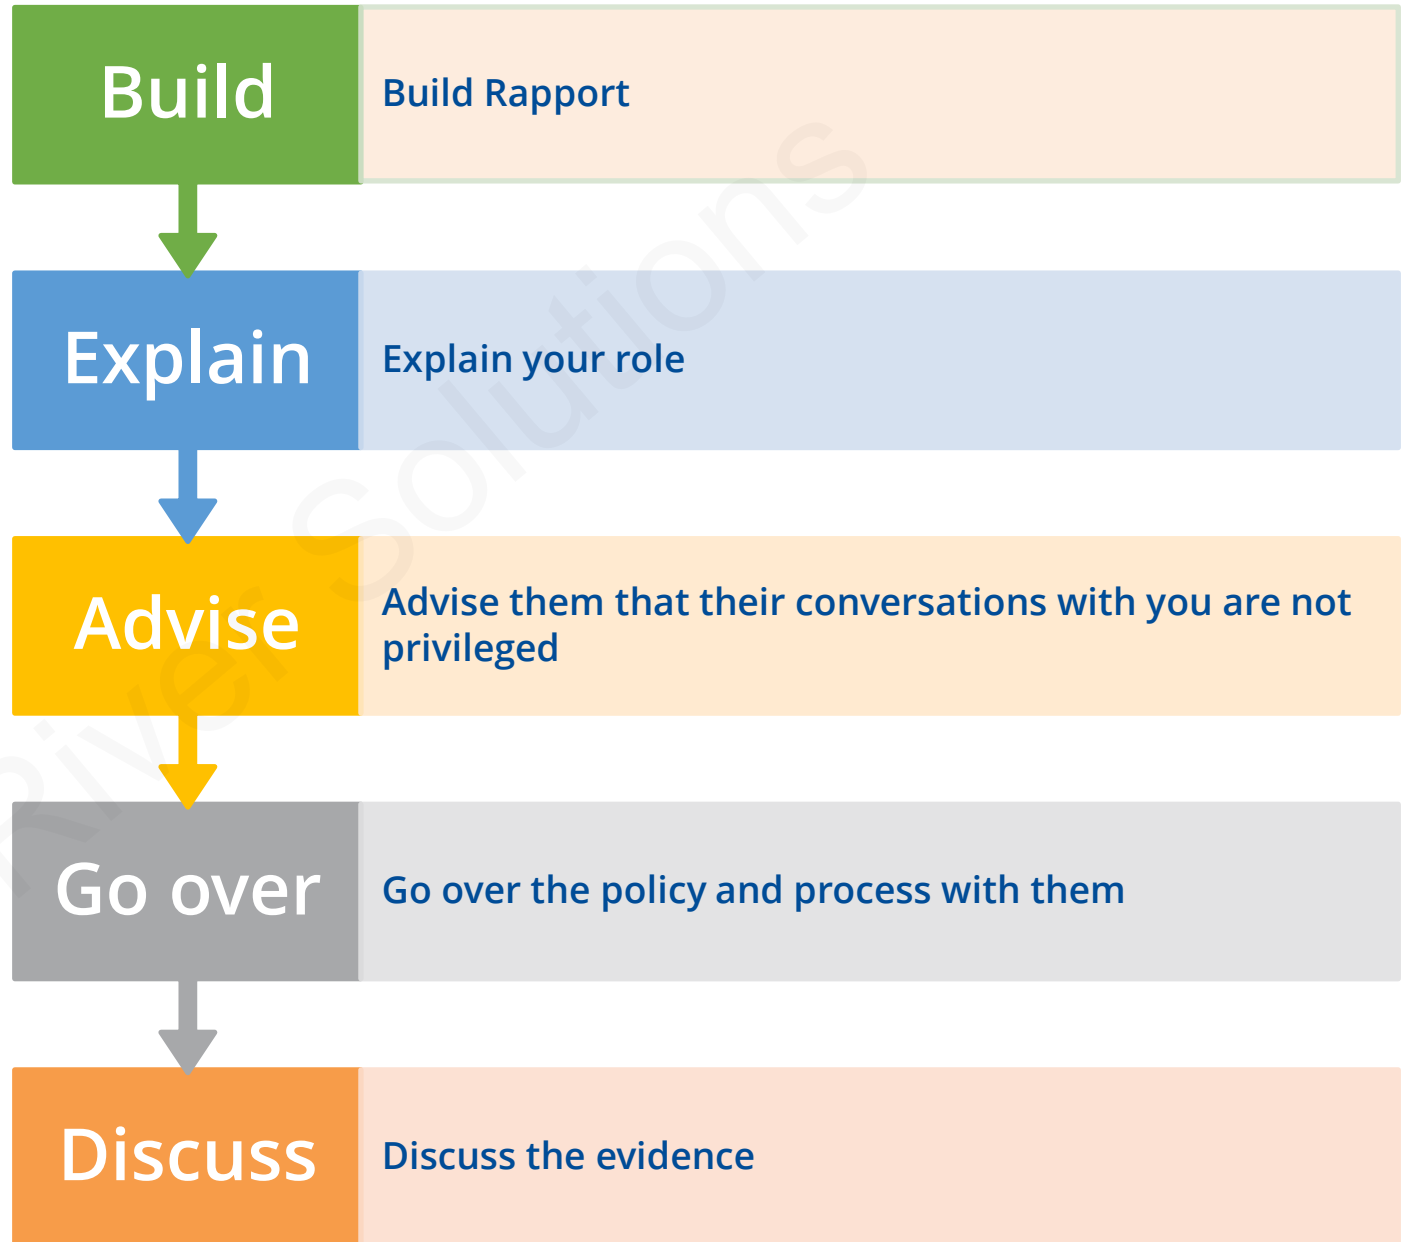 Build
Build Rapport
Explain
Explain your role
Advise
Advise them that their conversations with you are not
privileged
Go over
Go over the policy and process with them
Discuss
Discuss the evidence
River Solutions